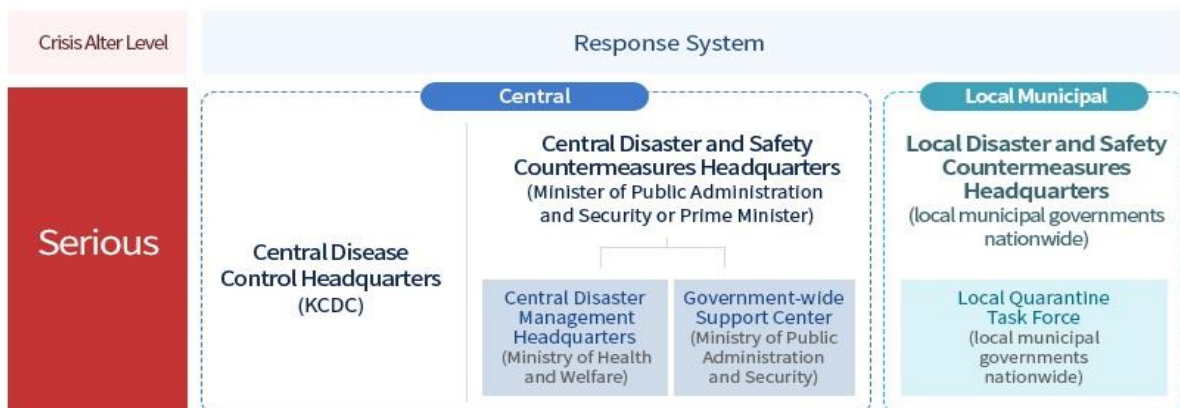 Crisis Alter Level
Response System
Serious
Central
Central Disease
Control Headquarters
(KCDC)
Central Disaster and Safety
Countermeasures Headquarters
(Minister of Public Administration
and Security or Prime Minister)
Central Disaster
Management
Headquarters
(Ministry of Health
and Welfare)
Government-wide
Support Center
(Ministry of Public
Administration
and Security)
Local Municipal
Local Disaster and Safety
Countermeasures
Headquarters
(local municipal governments
nationwide)
Local Quarantine
Task Force
(local municipal
governments
nationwide)